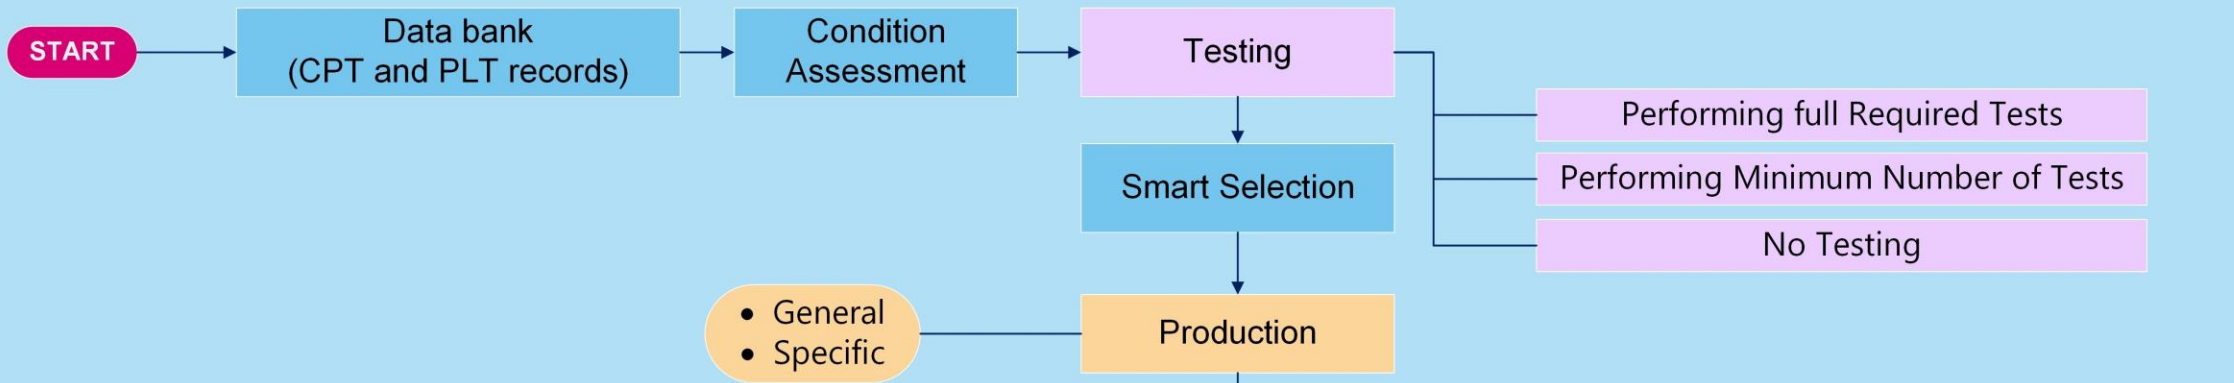 START
Data bank
(CPT and PLT records)
Condition
Assessment
Testing
Performing full Required Tests
Performing Minimum Number of Tests
No Testing
Smart Selection
Production
• General
• Specific